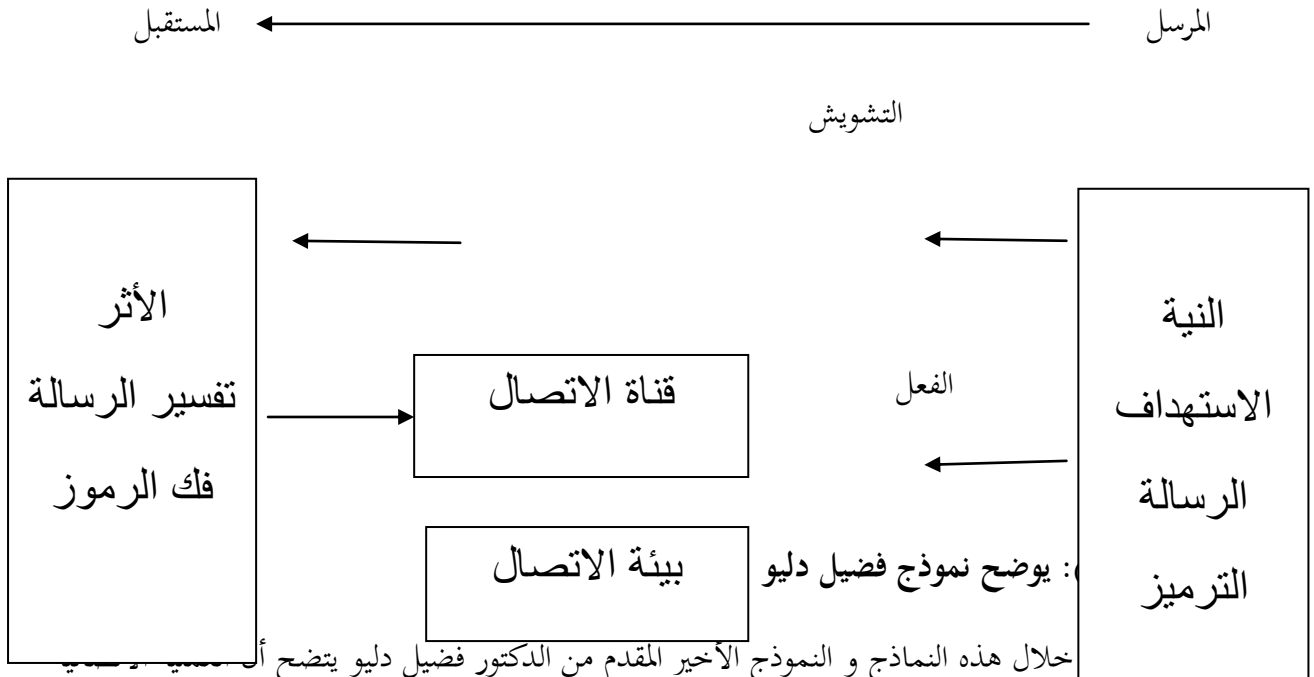 المرسل
المستقبل
التشويش
النية
الاستهداف
الرسالة
الترميز
الفعل
قناة الاتصال
بيئة الاتصال
الأثر
تفسير الرسالة
فك الرموز
): يوضح نموذج فضيل دليو
خلال هذه النماذج و النموذج الأخير المقدم من الدكتور فضيل دليو يتضح أن